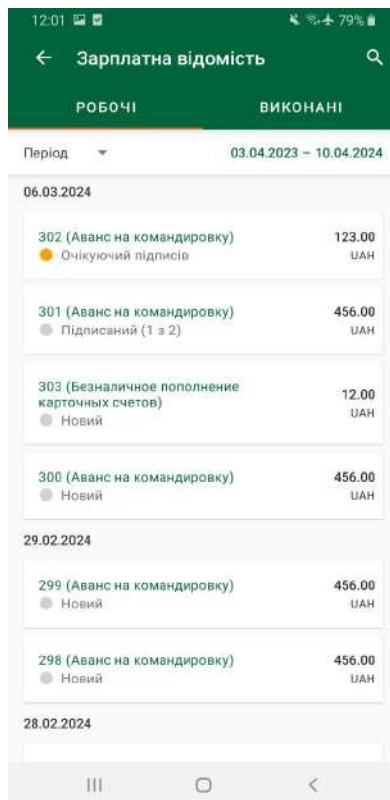 12:01 79%
Зарплатна відомість
РОБОЧІ ВИКОНАНІ
Період 03.04.2023 – 10.04.2024
06.03.2024
302 (Аванс на командировку) 123.00
Очікуючий підписів UAH
301 (Аванс на командировку) 456.00
Підписаний (1 з 2) UAH
303 (Безналичное пополнение
карточных счетов) 12.00
Новий UAH
300 (Аванс на командировку) 456.00
Новий UAH
29.02.2024
299 (Аванс на командировку) 456.00
Новий UAH
298 (Аванс на командировку) 456.00
Новий UAH
28.02.2024